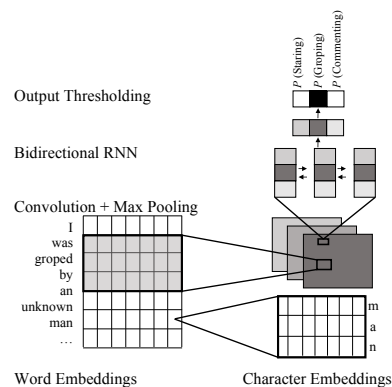 P (Staring)
P (Groping)
P (Commenting)
Output Thresholding
Bidirectional RNN
Convolution + Max Pooling
I
was
groped
by
an
unknown
man
…
m
a
n
Word Embeddings
Character Embeddings